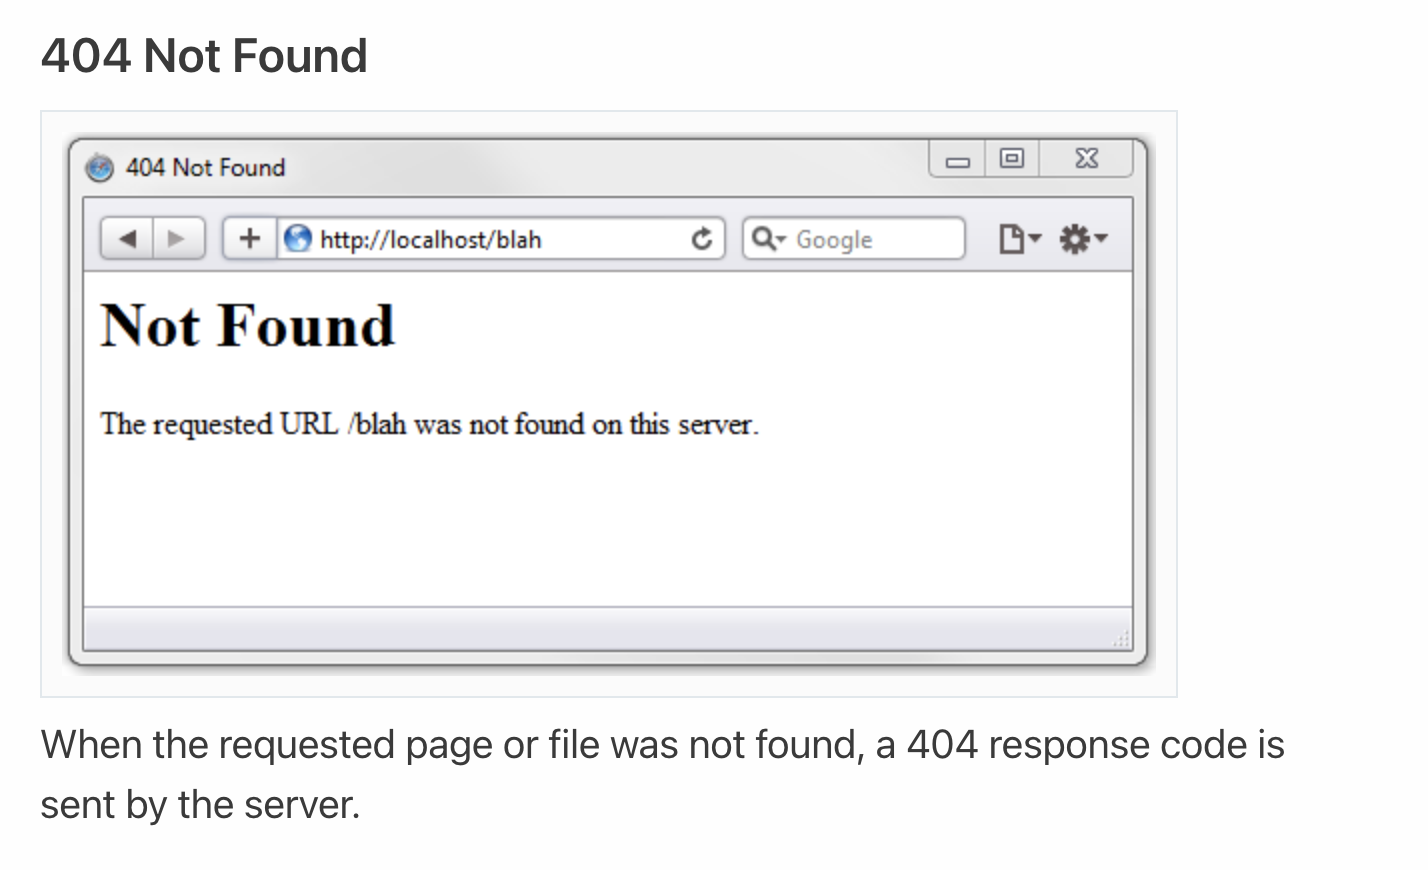 404 Not Found
404 Not Found
http://localhost/blah
Google
Not Found
The requested URL /blah was not found on this server.
When the requested page or file was not found, a 404 response code is
sent by the server.